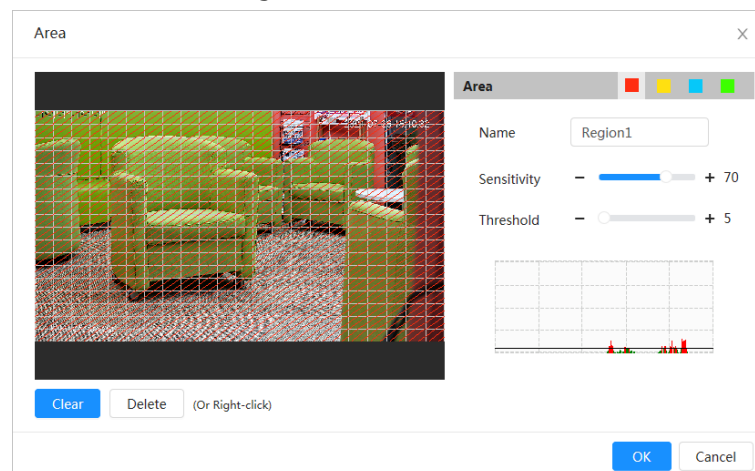 Area
X
Area
Name
Region1
Sensitivity
- + 70
Threshold
- + 5
Clear
Delete
(Or Right-click)
OK
Cancel